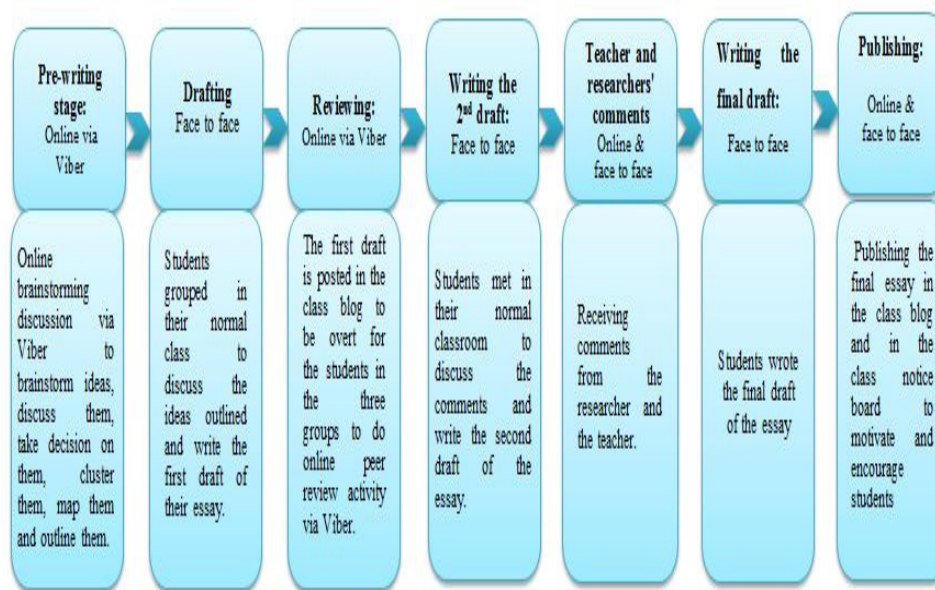 Pre-writing
stage:
Online via
Viber
Drafting
Face to face
Reviewing:
Online via Viber
Writing the
2nd draft:
Face to face
Teacher and
researchers'
comments
Online &
face to face
Writing the
final draft:
Face to face
Publishing:
Online &
face to face
Online
brainstorming
discussion via
Viber to
brainstorm ideas,
discuss them,
take decision on
them, cluster
them, map them
and outline them.
Students
grouped in
their normal
class to
discuss the
ideas outlined
and write the
first draft of
their essay.
The first draft
is posted in the
class blog to
be overt for
the students in
the three
groups to do
online peer
review activity
via Viber.
Students met in
their normal
classroom to
discuss the
comments and
write the second
draft of the
essay.
Receiving
comments
from the
researcher and
the teacher.
Students wrote
the final draft
of the essay
Publishing the
final essay in
the class blog
and in the
class notice
board to
motivate and
encourage
students